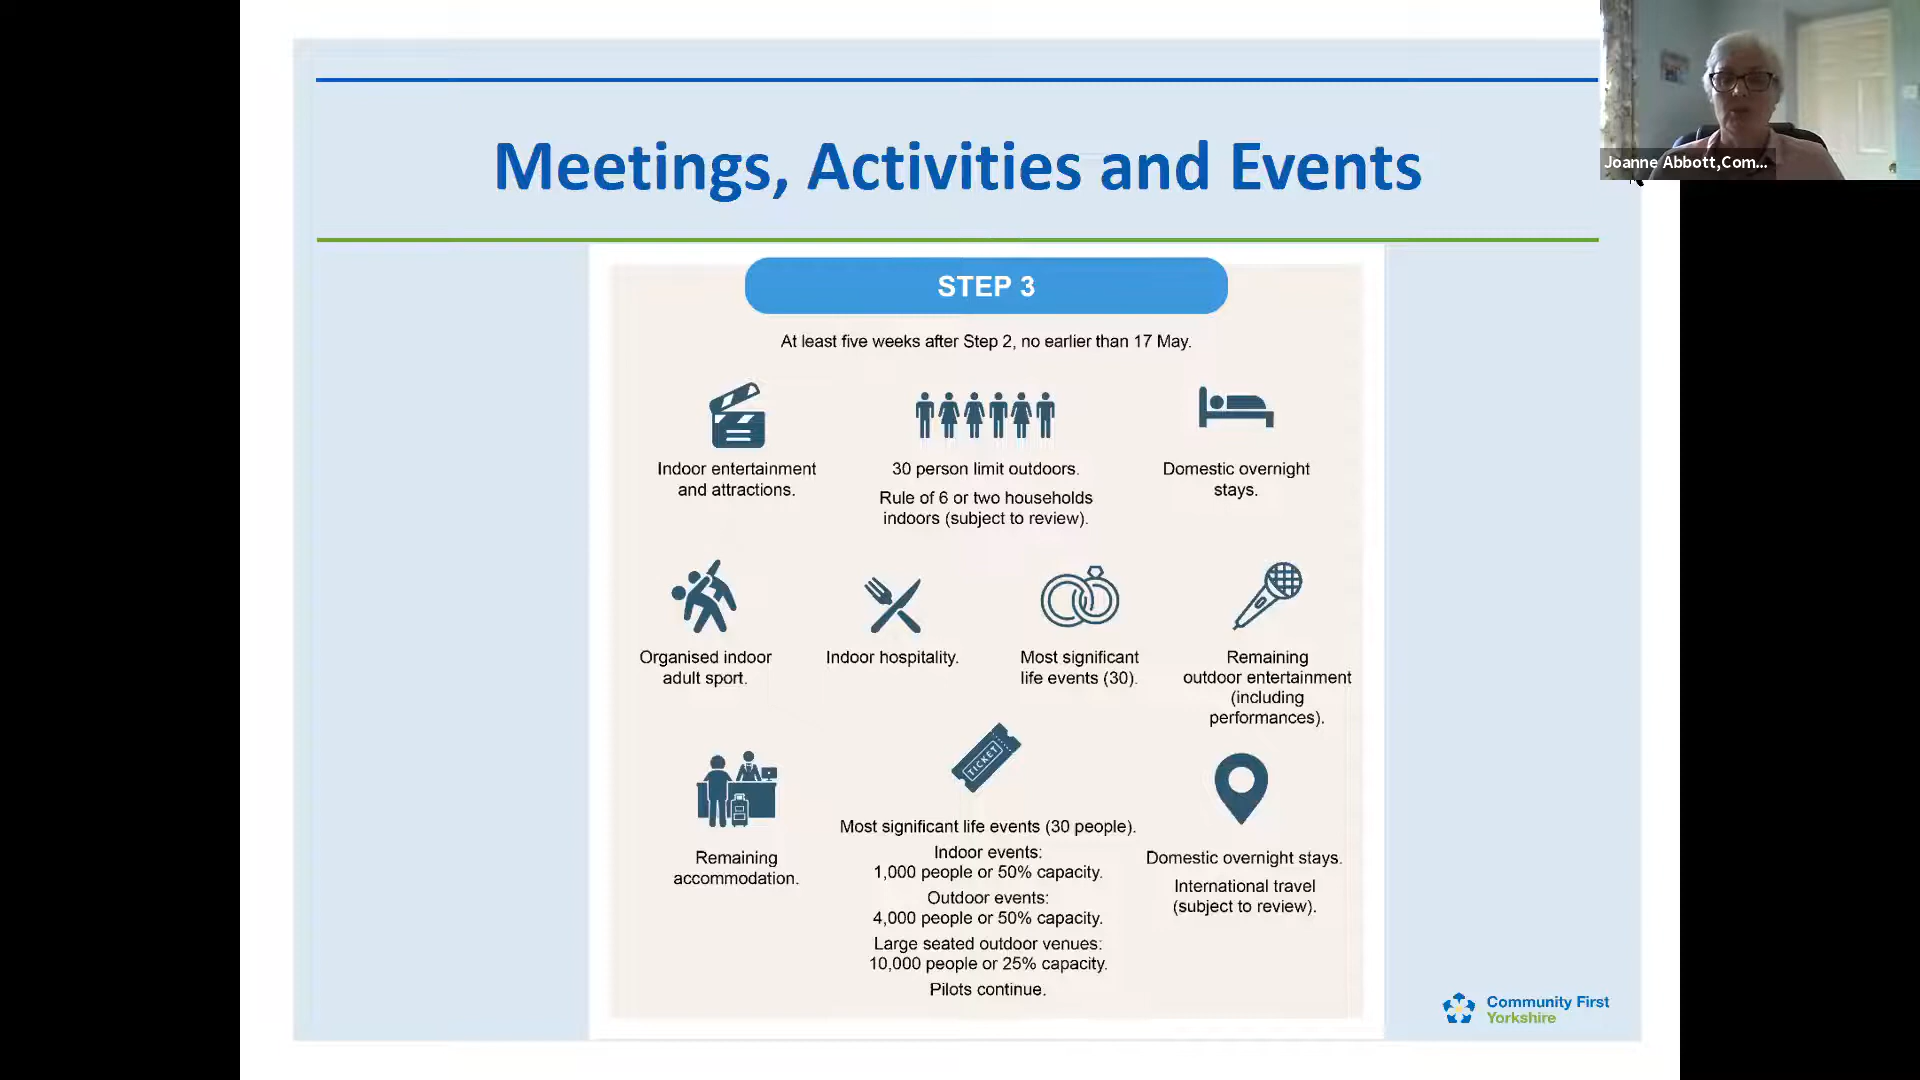 Meetings, Activities and Events
Joanne Abbott,Com...
STEP 3
At least five weeks after Step 2, no earlier than 17 May.
Indoor entertainment
and attractions.
30 person limit outdoors.
Rule of 6 or two households
indoors (subject to review).
Domestic overnight
stays.
Organised indoor
adult sport.
Indoor hospitality.
Most significant
life events (30).
Remaining
outdoor entertainment
(including
performances).
TICKET
Remaining
accommodation.
Most significant life events (30 people).
Indoor events:
1,000 people or 50% capacity.
Outdoor events:
4,000 people or 50% capacity.
Large seated outdoor venues:
10,000 people or 25% capacity.
Pilots continue.
Domestic overnight stays.
International travel
(subject to review).
Community First
Yorkshire